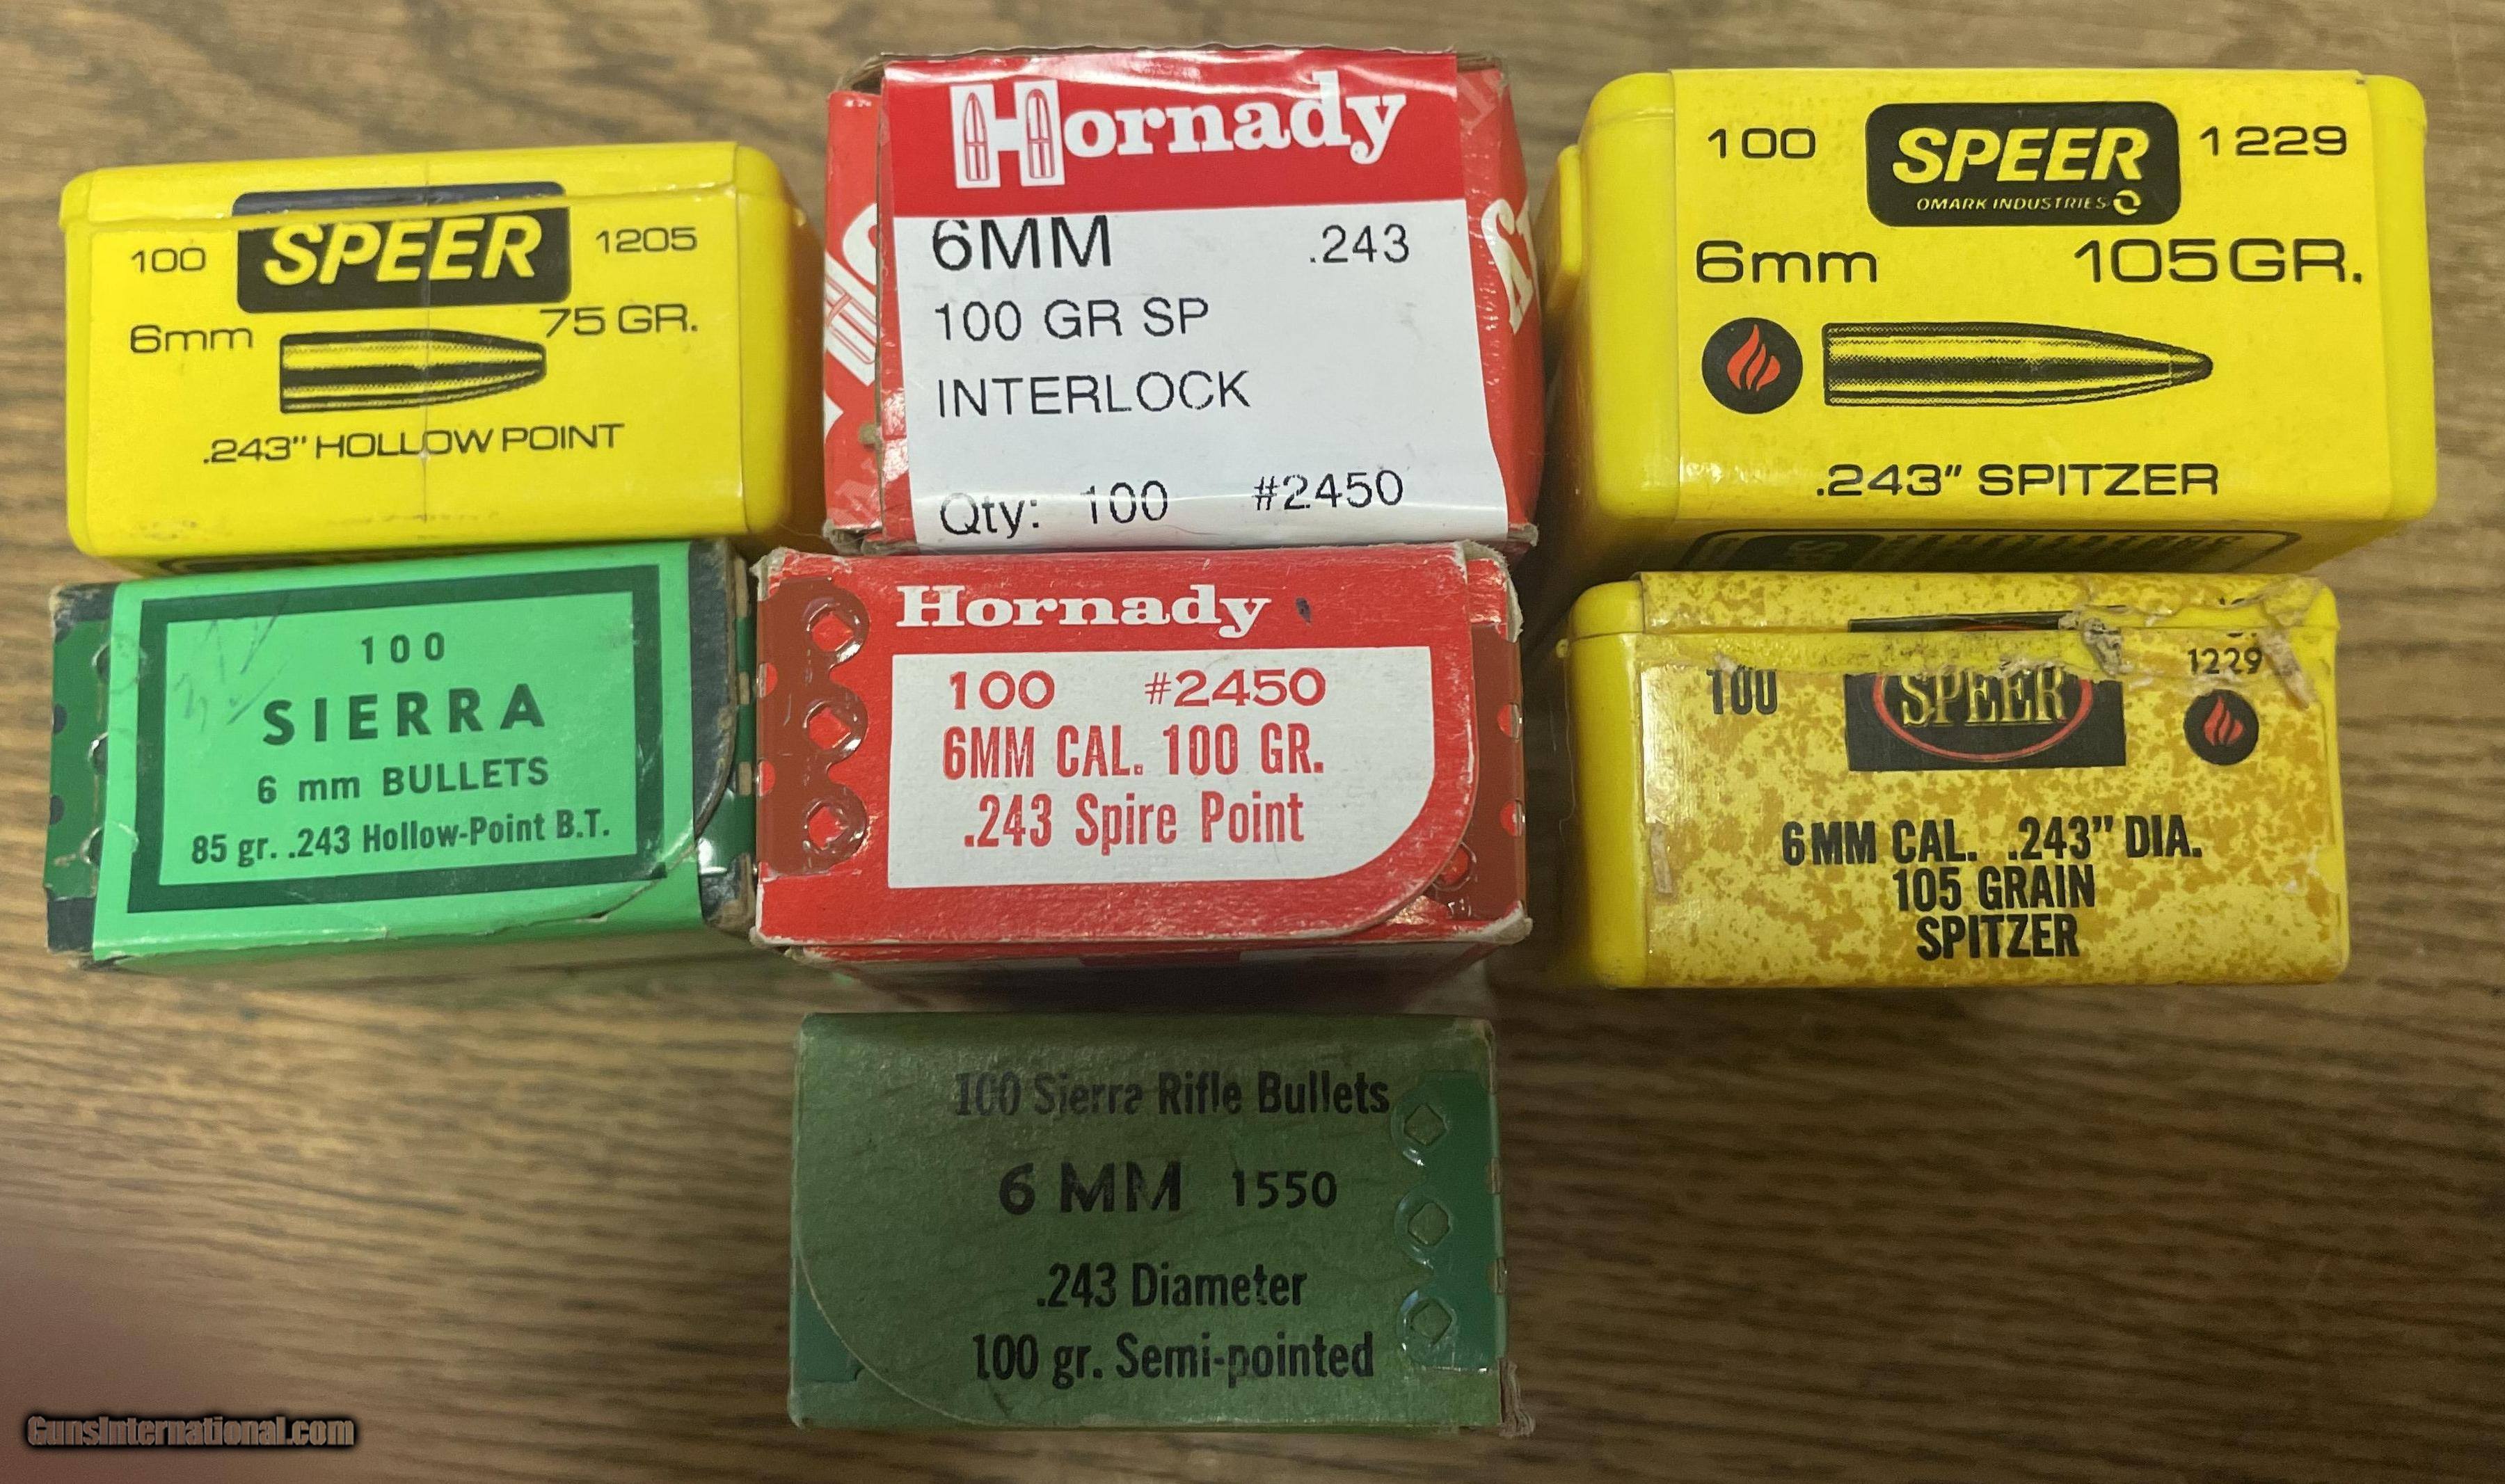 100 SPEER 1205
6mm 75 GR.
.243" HOLLOW POINT
Hornady
6MM .243
100 GR SP
INTERLOCK
Qty: 100 #2450
100 SPEER 1229
OMARK INDUSTRIES
6mm 105 GR.
.243" SPITZER
100
SIERRA
6 mm BULLETS
85 gr. .243 Hollow-Point B.T.
Hornady
100 #2450
6MM CAL. 100 GR.
.243 Spire Point
100 SPEER 1229
6MM CAL. .243" DIA.
105 GRAIN
SPITZER
100 Sierra Rifle Bullets
6 MM 1550
.243 Diameter
100 gr. Semi-pointed
GunsInternational.com